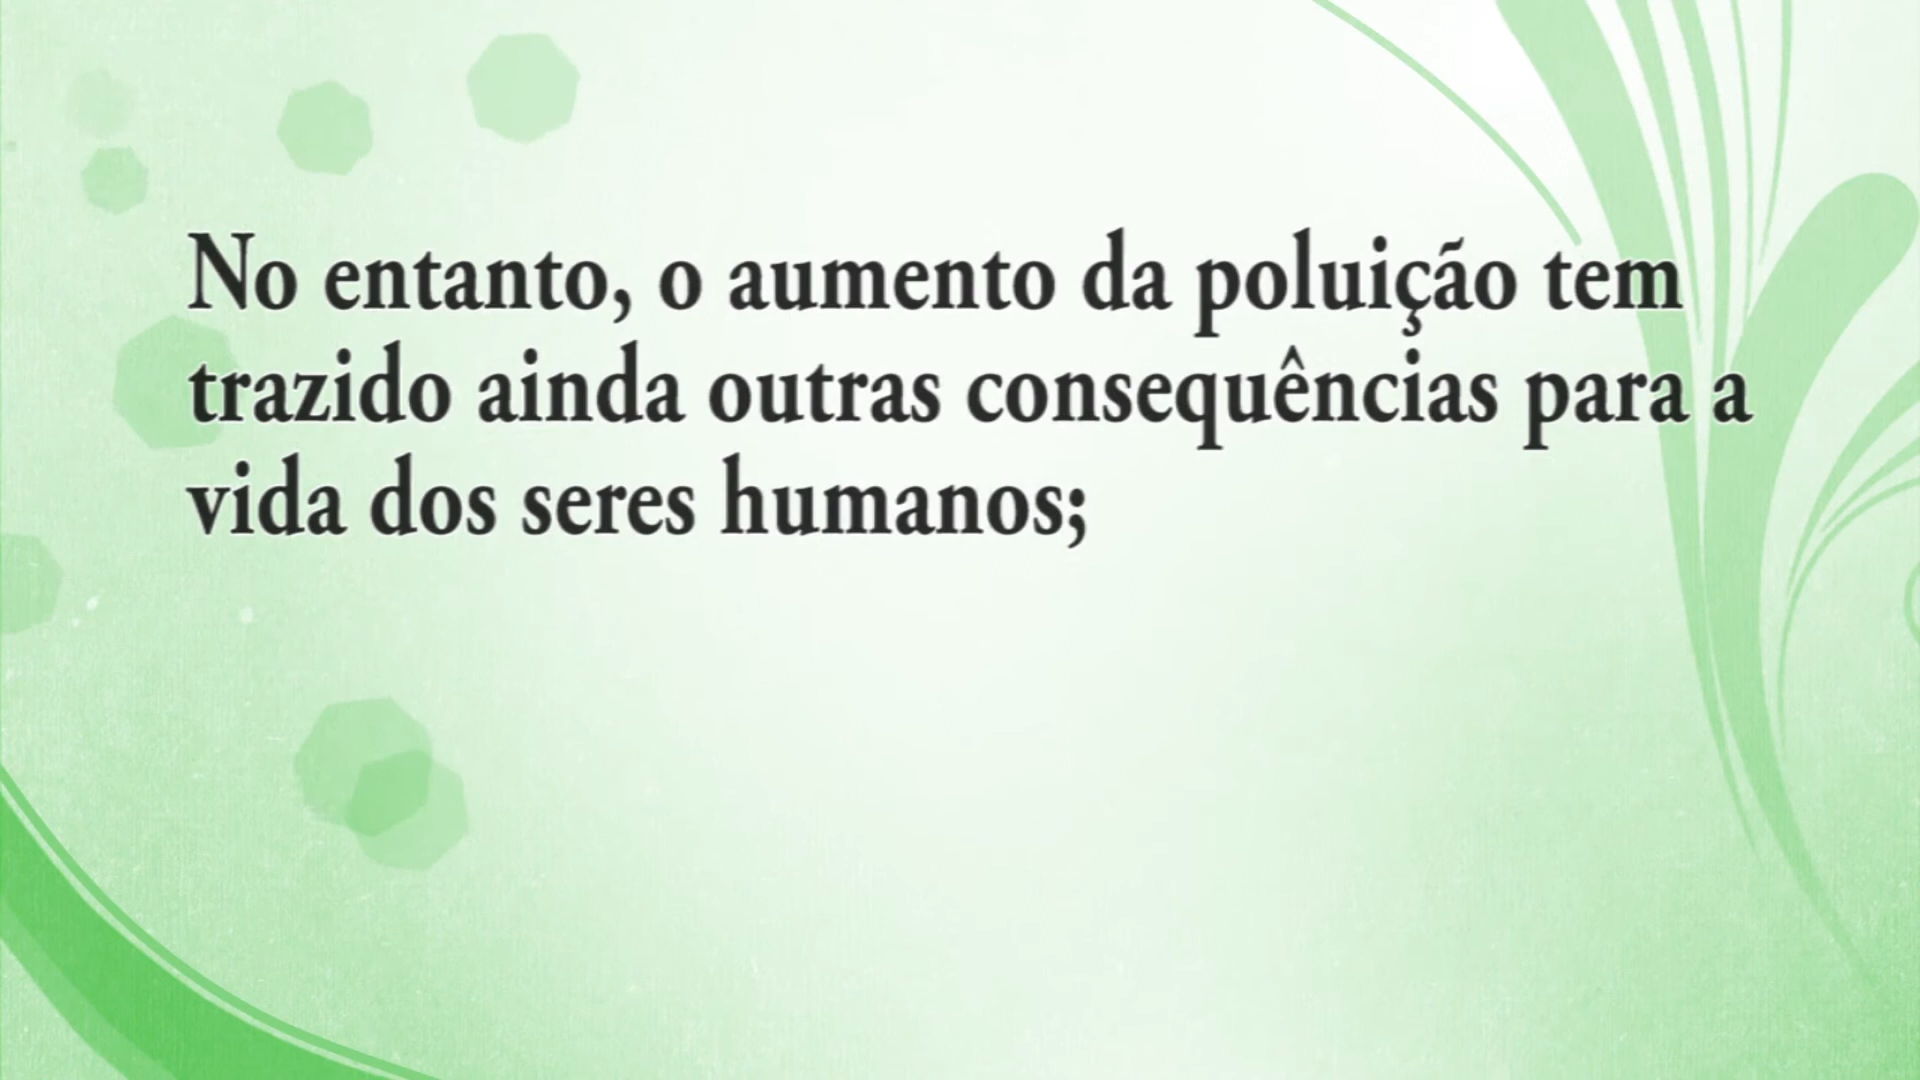 No entanto, o aumento da poluição tem
trazido ainda outras consequências para a
vida dos seres humanos;